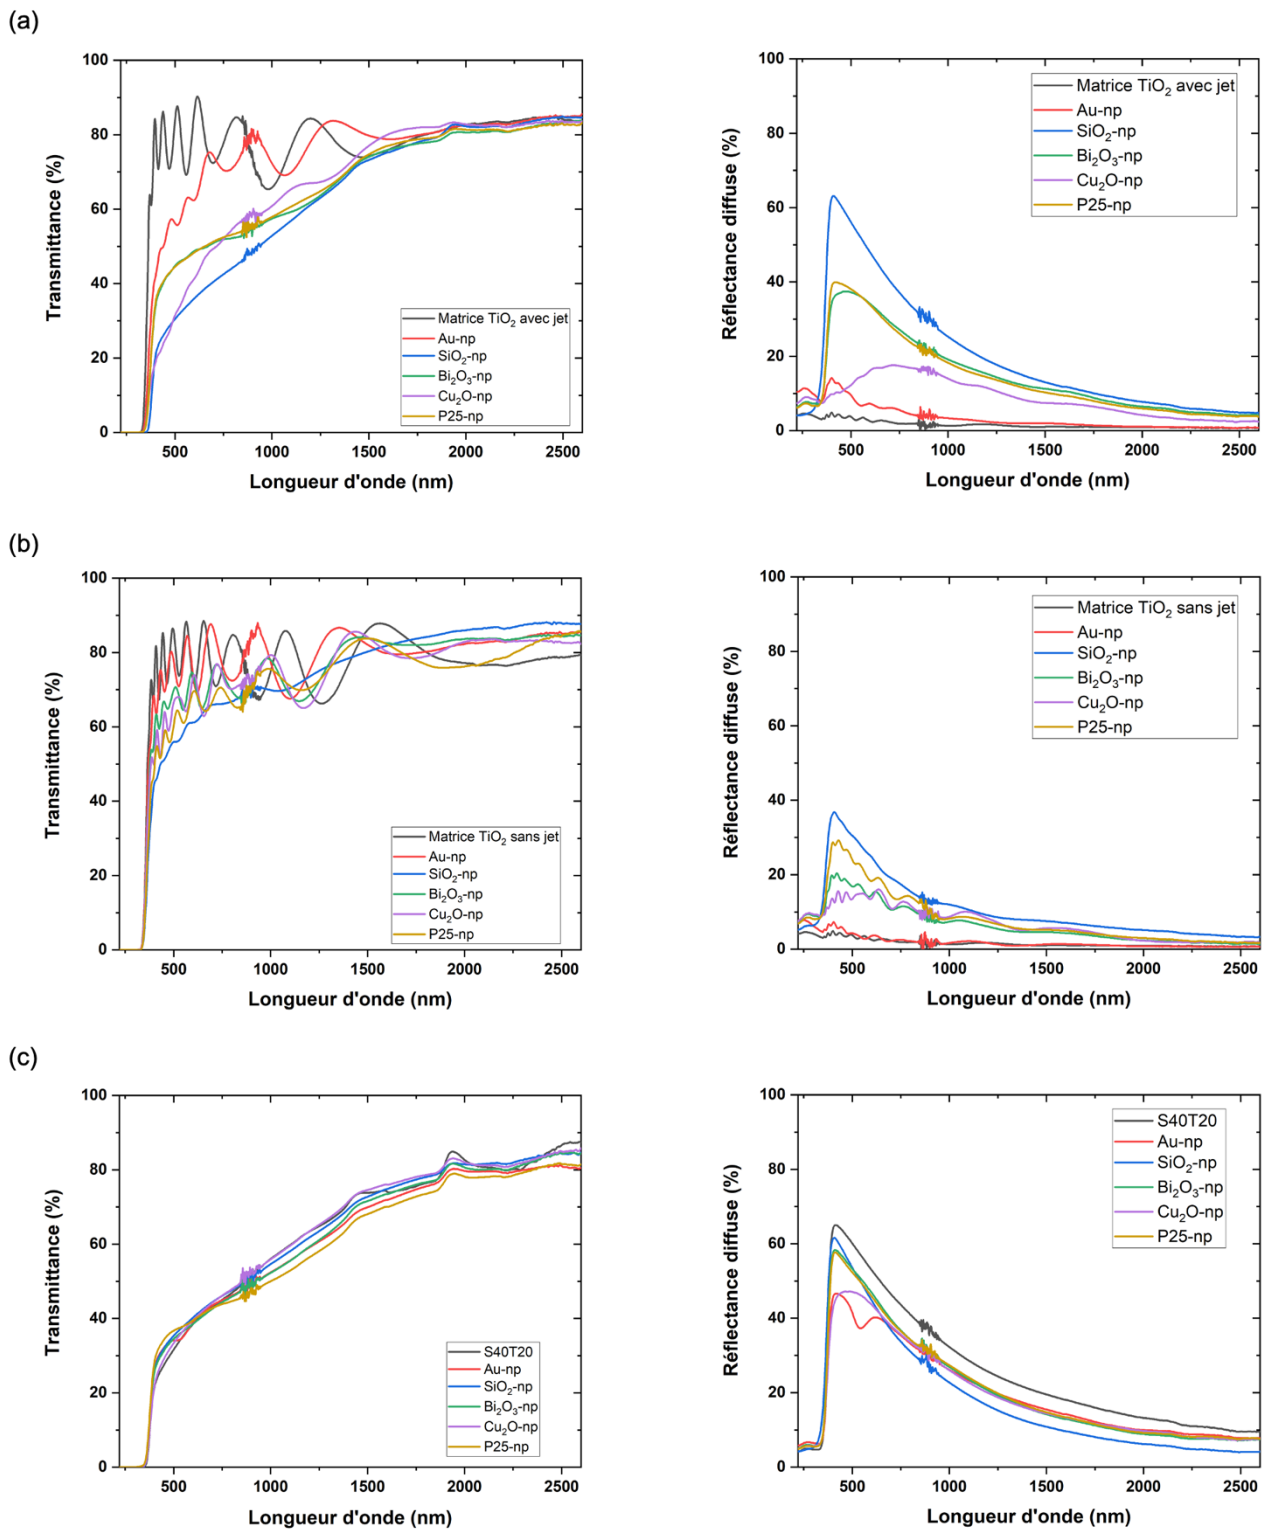 (a)
100
80
60
40
20
0
500
1000
1500
2000
2500
Transmittance (%)
Longueur d'onde (nm)
Matrice TiO₂ avec jet
Au-np
SiO₂-np
Bi₂O₃-np
Cu₂O-np
P25-np
100
80
60
40
20
0
500
1000
1500
2000
2500
Réflectance diffuse (%)
Longueur d'onde (nm)
Matrice TiO₂ avec jet
Au-np
SiO₂-np
Bi₂O₃-np
Cu₂O-np
P25-np
(b)
100
80
60
40
20
0
500
1000
1500
2000
2500
Transmittance (%)
Longueur d'onde (nm)
Matrice TiO₂ sans jet
Au-np
SiO₂-np
Bi₂O₃-np
Cu₂O-np
P25-np
100
80
60
40
20
0
500
1000
1500
2000
2500
Réflectance diffuse (%)
Longueur d'onde (nm)
Matrice TiO₂ sans jet
Au-np
SiO₂-np
Bi₂O₃-np
Cu₂O-np
P25-np
(c)
100
80
60
40
20
0
500
1000
1500
2000
2500
Transmittance (%)
Longueur d'onde (nm)
S40T20
Au-np
SiO₂-np
Bi₂O₃-np
Cu₂O-np
P25-np
100
80
60
40
20
0
500
1000
1500
2000
2500
Réflectance diffuse (%)
Longueur d'onde (nm)
S40T20
Au-np
SiO₂-np
Bi₂O₃-np
Cu₂O-np
P25-np